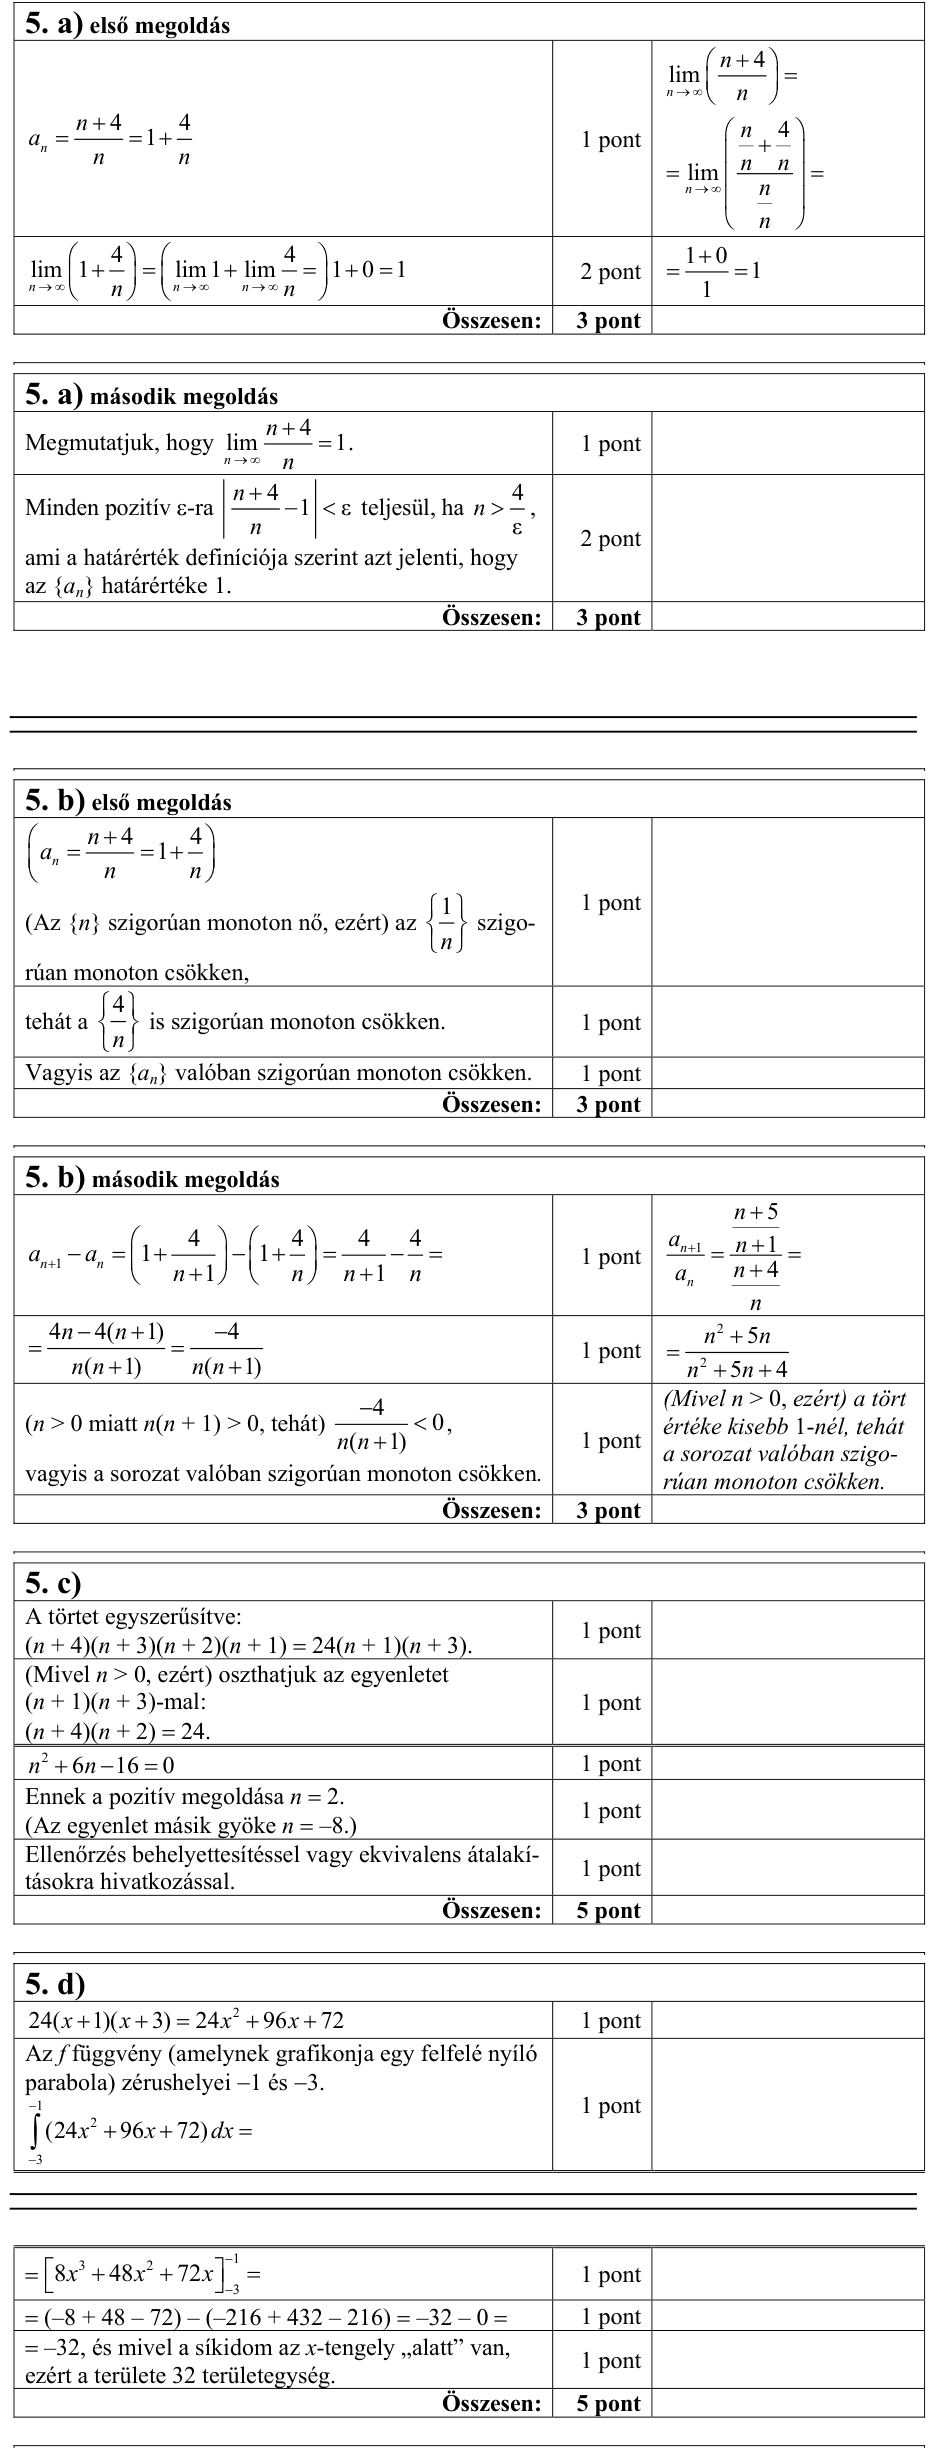 5. a) első megoldás
a_n = (n+4)/n = 1 + 4/n
1 pont
lim_{n→∞} ((n+4)/n) =
= lim_{n→∞} ((n/n + 4/n)/(n/n)) =
lim_{n→∞} (1 + 4/n) = (lim_{n→∞} 1 + lim_{n→∞} 4/n =) 1 + 0 = 1
2 pont
= (1+0)/1 = 1
Összesen: 3 pont
5. a) második megoldás
Megmutatjuk, hogy lim_{n→∞} (n+4)/n = 1.
1 pont
Minden pozitív ε-ra |(n+4)/n − 1| < ε teljesül, ha n > 4/ε,
ami a határérték definíciója szerint azt jelenti, hogy
az {a_n} határértéke 1.
2 pont
Összesen: 3 pont
5. b) első megoldás
(a_n = (n+4)/n = 1 + 4/n)
(Az {n} szigorúan monoton nő, ezért) az {1/n} szigo-
rúan monoton csökken,
1 pont
tehát a {4/n} is szigorúan monoton csökken.
1 pont
Vagyis az {a_n} valóban szigorúan monoton csökken.
1 pont
Összesen: 3 pont
5. b) második megoldás
a_{n+1} − a_n = (1 + 4/(n+1)) − (1 + 4/n) = 4/(n+1) − 4/n =
1 pont
a_{n+1}/a_n = ((n+5)/(n+1))/((n+4)/n) =
= (4n − 4(n+1))/(n(n+1)) = −4/(n(n+1))
1 pont
= (n² + 5n)/(n² + 5n + 4)
(n > 0 miatt n(n + 1) > 0, tehát) −4/(n(n+1)) < 0,
vagyis a sorozat valóban szigorúan monoton csökken.
1 pont
(Mivel n > 0, ezért) a tört
értéke kisebb 1-nél, tehát
a sorozat valóban szigo-
rúan monoton csökken.
Összesen: 3 pont
5. c)
A törtet egyszerűsítve:
(n + 4)(n + 3)(n + 2)(n + 1) = 24(n + 1)(n + 3).
1 pont
(Mivel n > 0, ezért) oszthatjuk az egyenletet
(n + 1)(n + 3)-mal:
(n + 4)(n + 2) = 24.
1 pont
n² + 6n − 16 = 0
1 pont
Ennek a pozitív megoldása n = 2.
(Az egyenlet másik gyöke n = –8.)
1 pont
Ellenőrzés behelyettesítéssel vagy ekvivalens átalakí-
tásokra hivatkozással.
1 pont
Összesen: 5 pont
5. d)
24(x+1)(x+3) = 24x² + 96x + 72
1 pont
Az f függvény (amelynek grafikonja egy felfelé nyíló
parabola) zérushelyei –1 és –3.
∫_{−3}^{−1} (24x² + 96x + 72) dx =
1 pont
= [8x³ + 48x² + 72x]_{−3}^{−1} =
1 pont
= (–8 + 48 – 72) – (–216 + 432 – 216) = –32 – 0 =
1 pont
= –32, és mivel a síkidom az x-tengely „alatt” van,
ezért a területe 32 területegység.
1 pont
Összesen: 5 pont